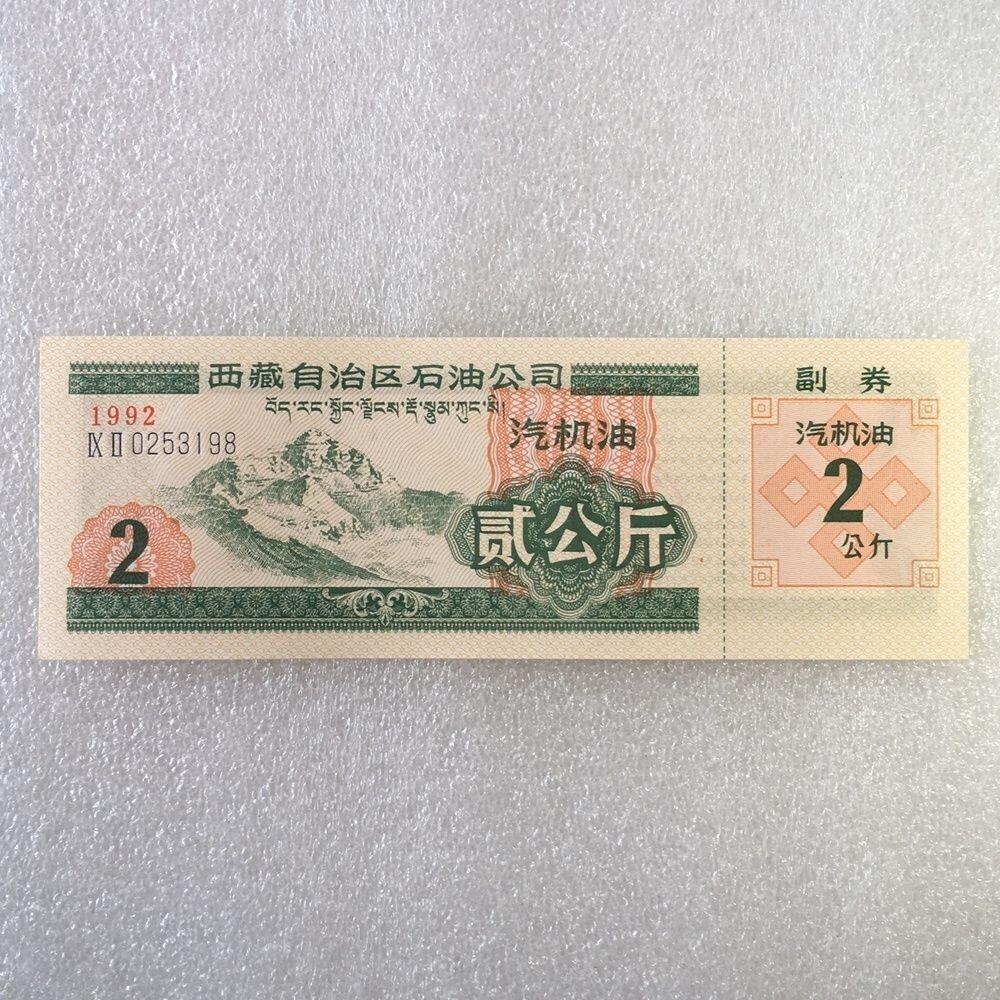 西藏自治区石油公司
བོད་རང་སྐྱོང་ལྗོངས་རྡོ་སྣུམ་ཀུང་སི།
1992
ⅨⅡ0253198
汽机油
贰公斤
2
副券
汽机油
2
公斤